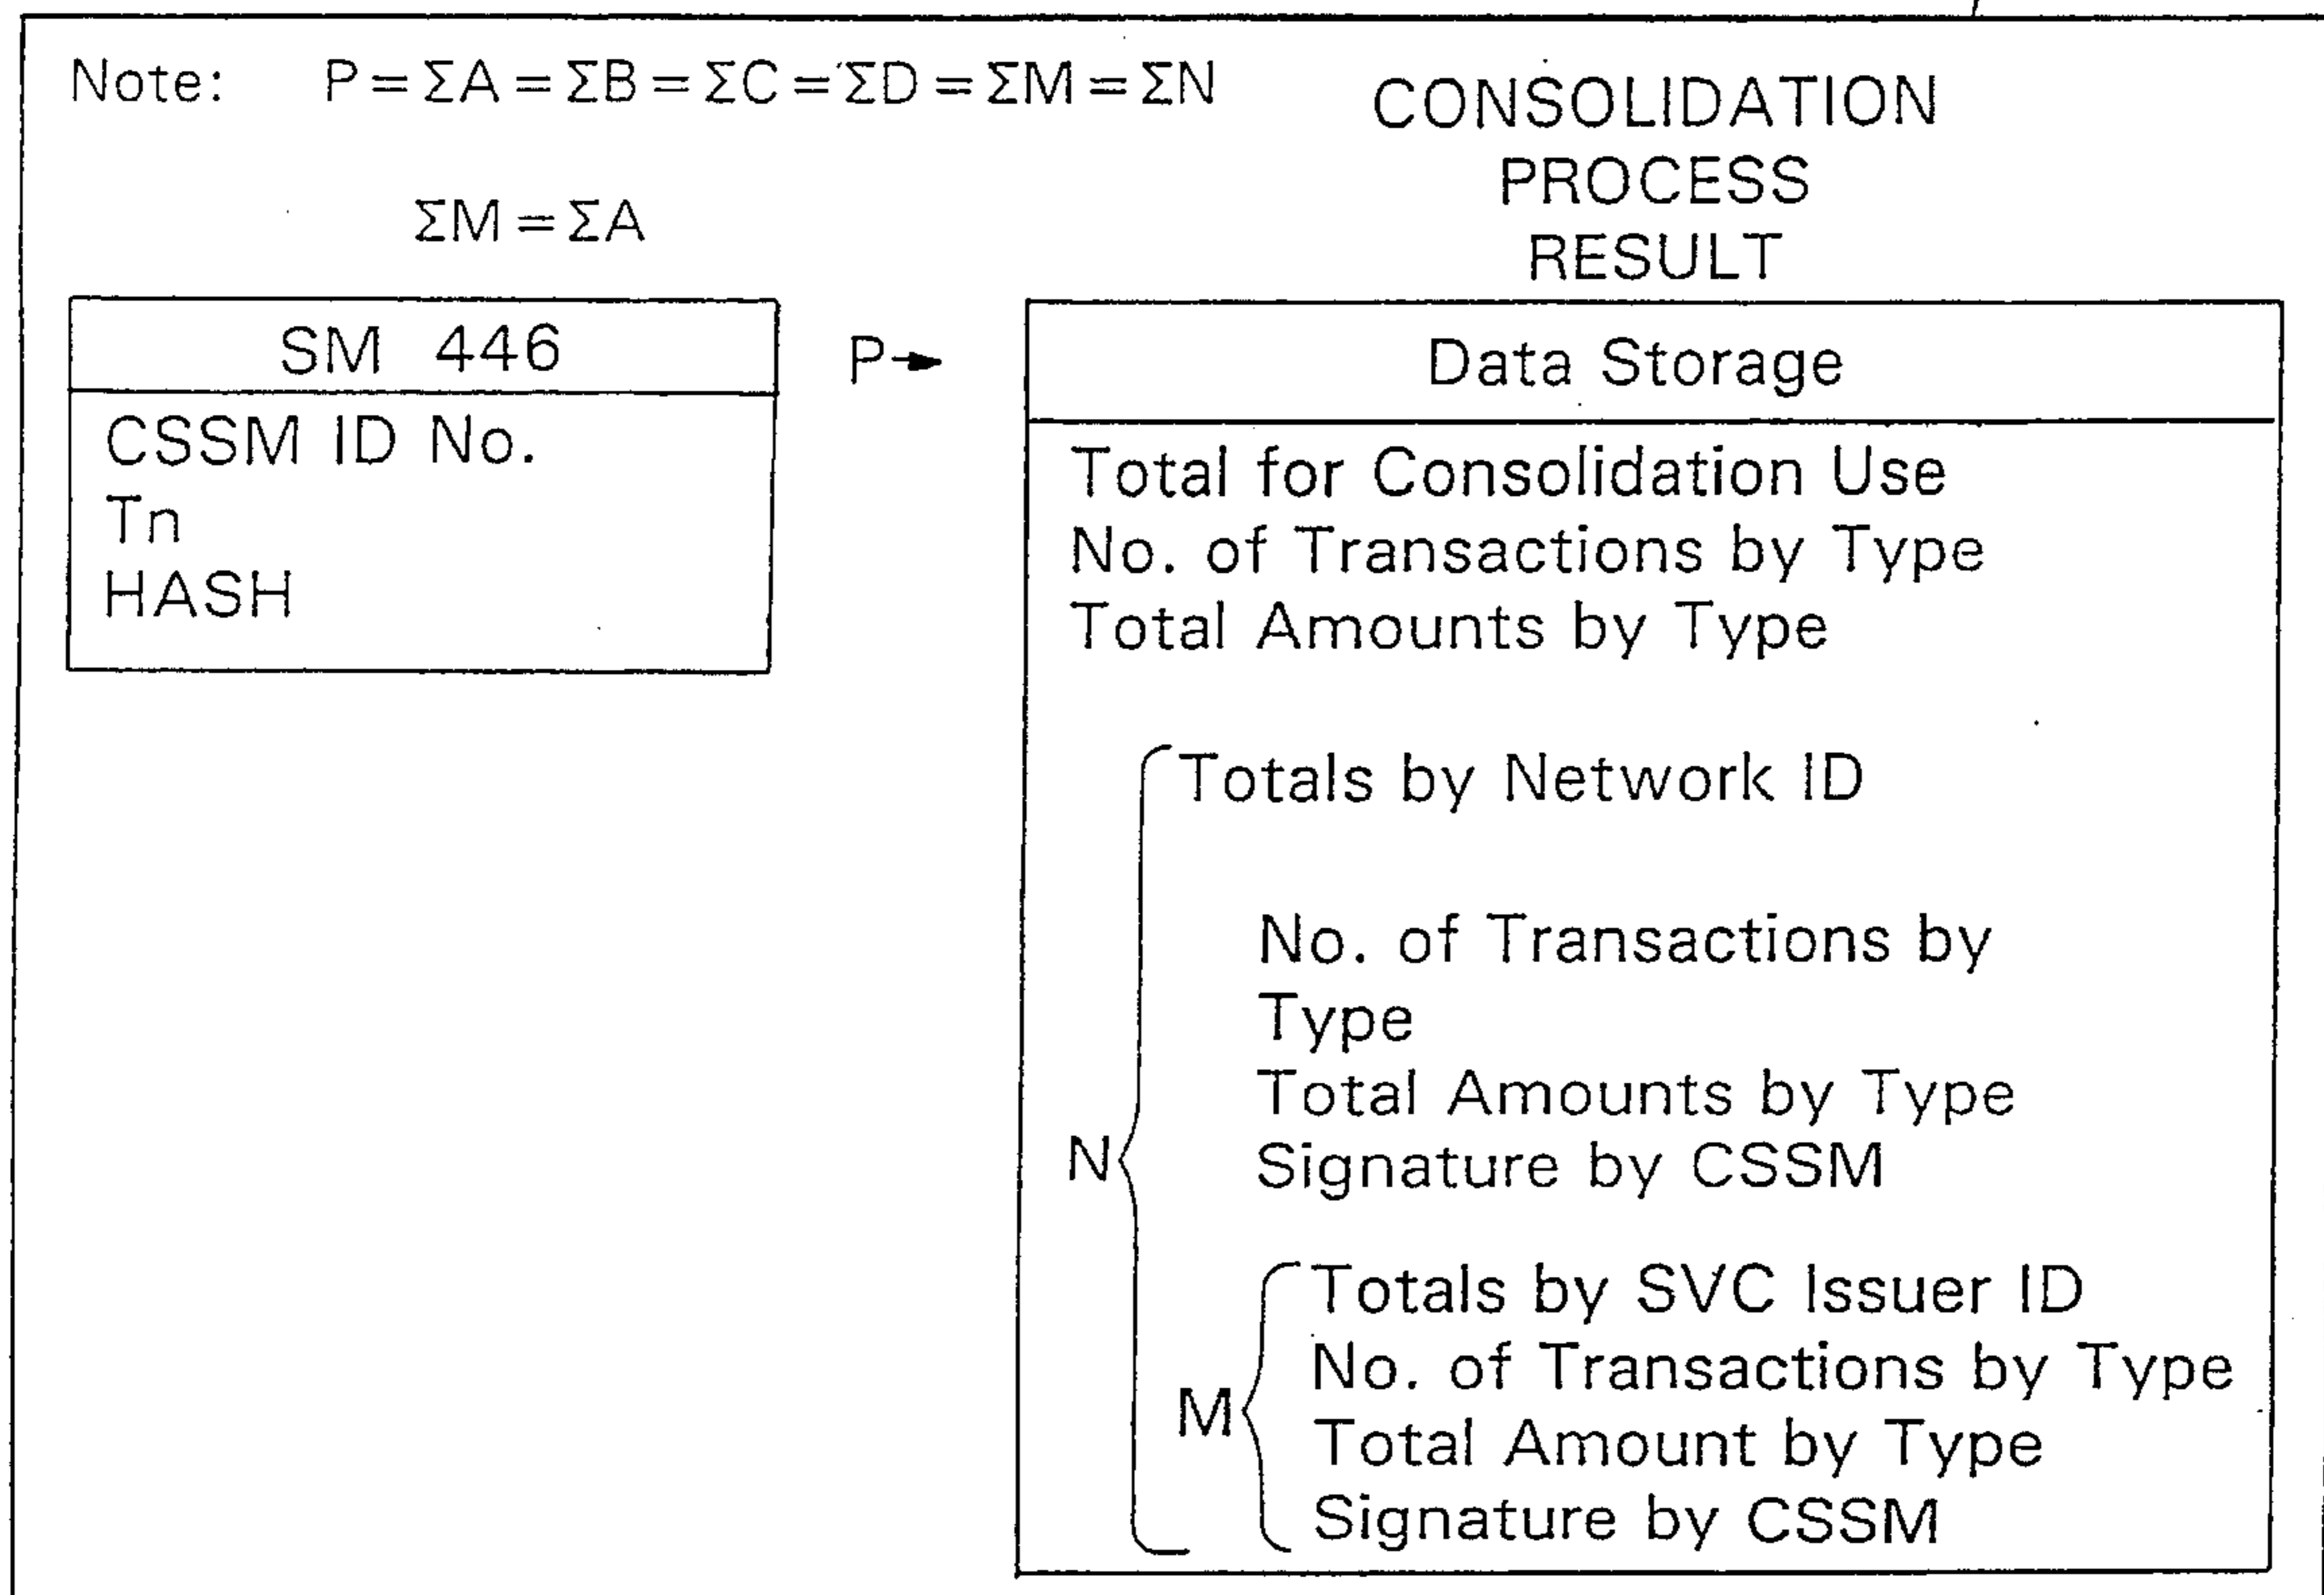 Note: P=ΣA=ΣB=ΣC=ΣD=ΣM=ΣN
ΣM=ΣA
CONSOLIDATION
PROCESS
RESULT
SM 446
CSSM ID No.
Tn
HASH
P
Data Storage
Total for Consolidation Use
No. of Transactions by Type
Total Amounts by Type
Totals by Network ID
No. of Transactions by
Type
Total Amounts by Type
N
Signature by CSSM
Totals by SVC Issuer ID
No. of Transactions by Type
M
Total Amount by Type
Signature by CSSM